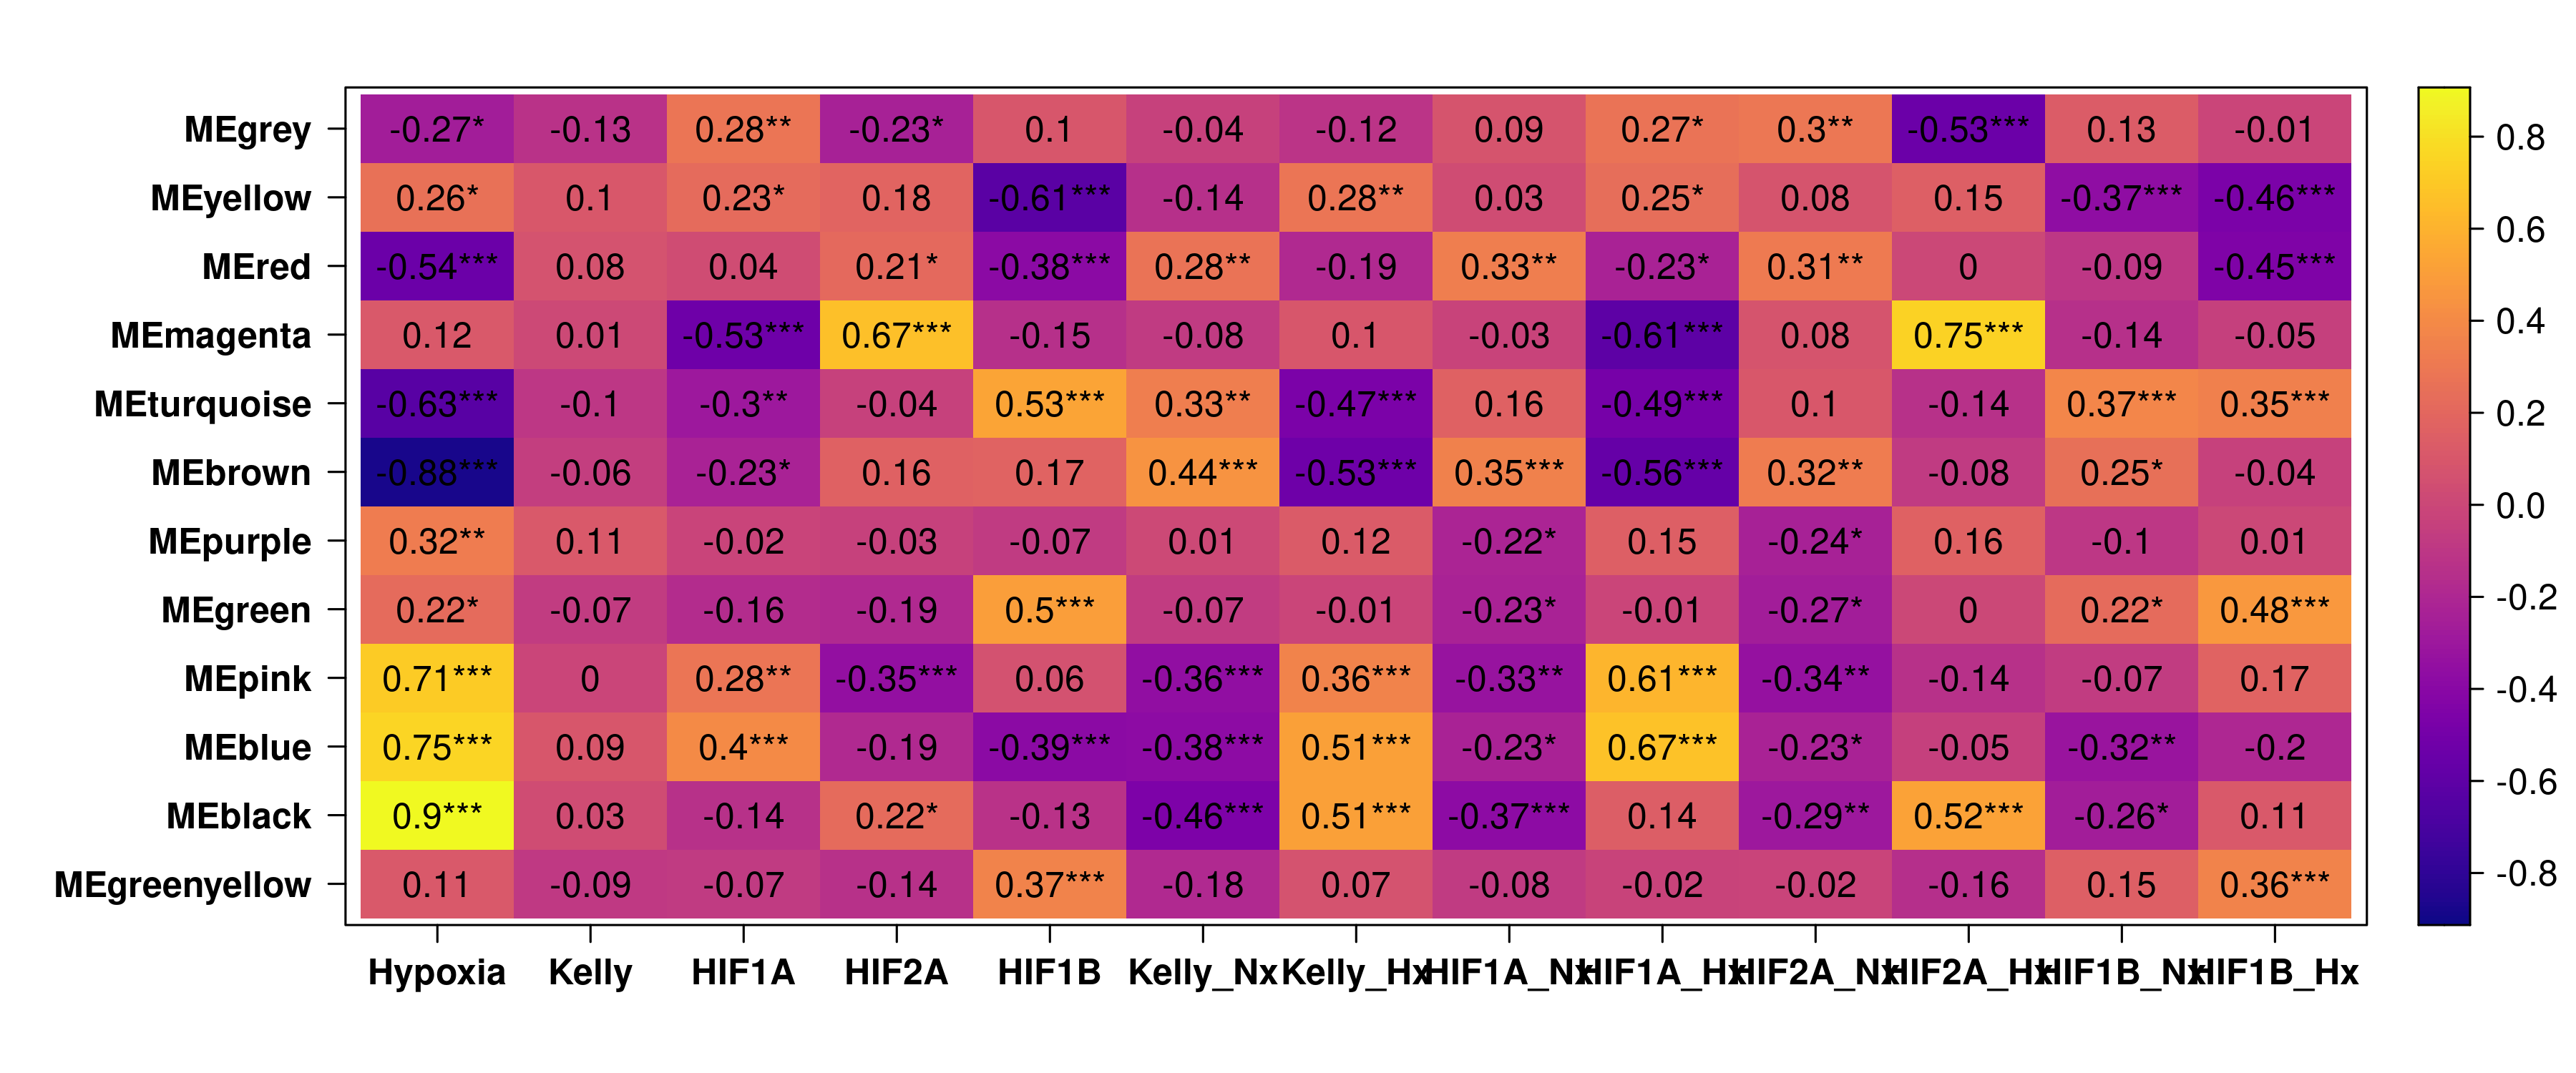 MEgrey -0.27* -0.13 0.28** -0.23* 0.1 -0.04 -0.12 0.09 0.27* 0.3** -0.53*** 0.13 -0.01
MEyellow 0.26* 0.1 0.23* 0.18 -0.61*** -0.14 0.28** 0.03 0.25* 0.08 0.15 -0.37*** -0.46***
MEred -0.54*** 0.08 0.04 0.21* -0.38*** 0.28** -0.19 0.33** -0.23* 0.31** 0 -0.09 -0.45***
MEmagenta 0.12 0.01 -0.53*** 0.67*** -0.15 -0.08 0.1 -0.03 -0.61*** 0.08 0.75*** -0.14 -0.05
MEturquoise -0.63*** -0.1 -0.3** -0.04 0.53*** 0.33** -0.47*** 0.16 -0.49*** 0.1 -0.14 0.37*** 0.35***
MEbrown -0.88*** -0.06 -0.23* 0.16 0.17 0.44*** -0.53*** 0.35*** -0.56*** 0.32** -0.08 0.25* -0.04
MEpurple 0.32** 0.11 -0.02 -0.03 -0.07 0.01 0.12 -0.22* 0.15 -0.24* 0.16 -0.1 0.01
MEgreen 0.22* -0.07 -0.16 -0.19 0.5*** -0.07 -0.01 -0.23* -0.01 -0.27* 0 0.22* 0.48***
MEpink 0.71*** 0 0.28** -0.35*** 0.06 -0.36*** 0.36*** -0.33** 0.61*** -0.34** -0.14 -0.07 0.17
MEblue 0.75*** 0.09 0.4*** -0.19 -0.39*** -0.38*** 0.51*** -0.23* 0.67*** -0.23* -0.05 -0.32** -0.2
MEblack 0.9*** 0.03 -0.14 0.22* -0.13 -0.46*** 0.51*** -0.37*** 0.14 -0.29** 0.52*** -0.26* 0.11
MEgreenyellow 0.11 -0.09 -0.07 -0.14 0.37*** -0.18 0.07 -0.08 -0.02 -0.02 -0.16 0.15 0.36***
Hypoxia Kelly HIF1A HIF2A HIF1B Kelly_Nx Kelly_Hx HIF1A_Nx HIF1A_Hx HIF2A_Nx HIF2A_Hx HIF1B_Nx HIF1B_Hx
0.8
0.6
0.4
0.2
0.0
-0.2
-0.4
-0.6
-0.8